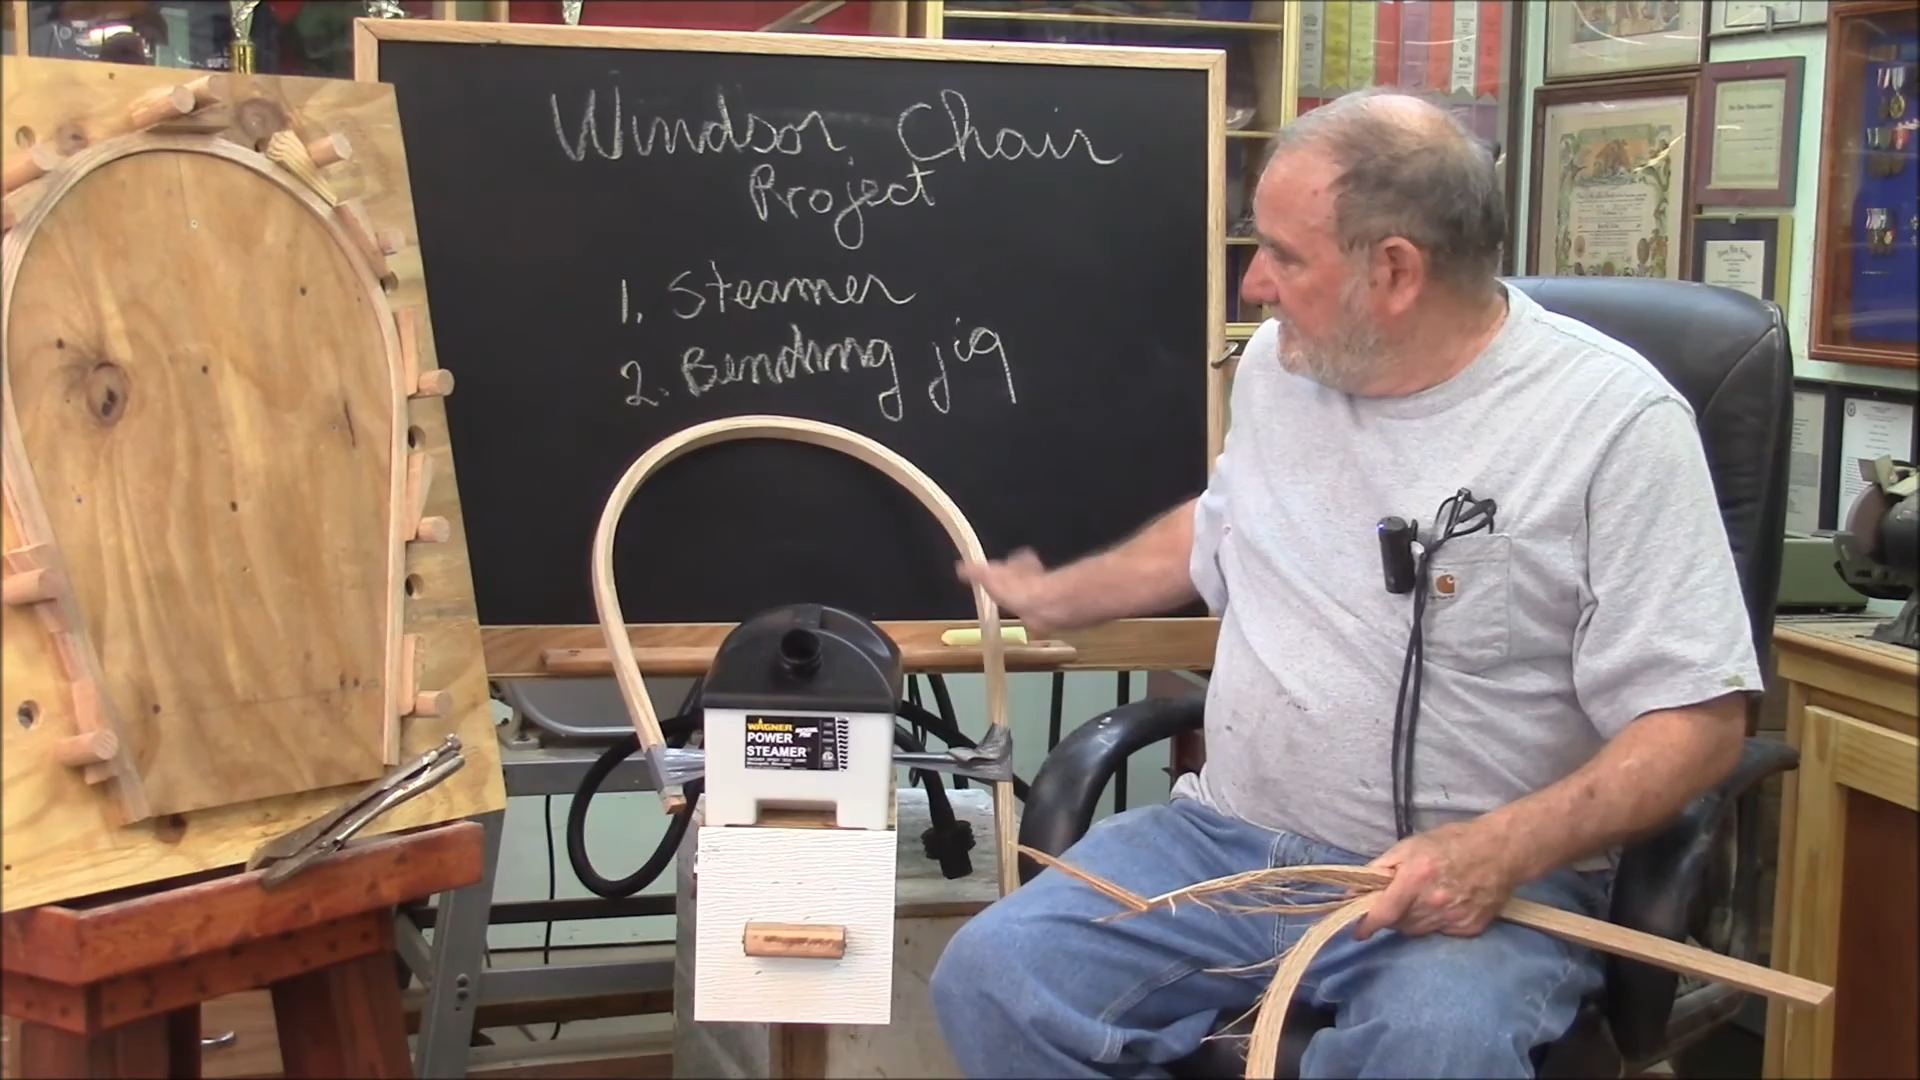 Windsor Chair
Project
1. Steamer
2. Bending jig
WAGNER
POWER
STEAMER